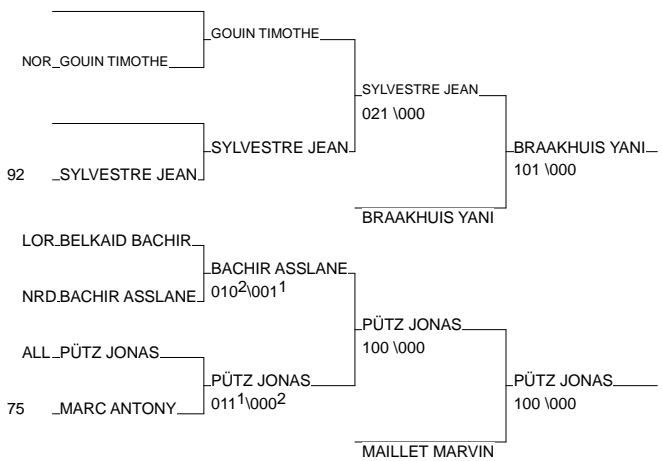 GOUIN TIMOTHE
NOR GOUIN TIMOTHE
SYLVESTRE JEAN
021 \000
SYLVESTRE JEAN
92 SYLVESTRE JEAN
BRAAKHUIS YANI
101 \000
BRAAKHUIS YANI
LOR BELKAID BACHIR
BACHIR ASSLANE
010²\001¹
NRD BACHIR ASSLANE
PÜTZ JONAS
100 \000
ALL PÜTZ JONAS
PÜTZ JONAS
011¹\000²
75 MARC ANTONY
PÜTZ JONAS
100 \000
MAILLET MARVIN